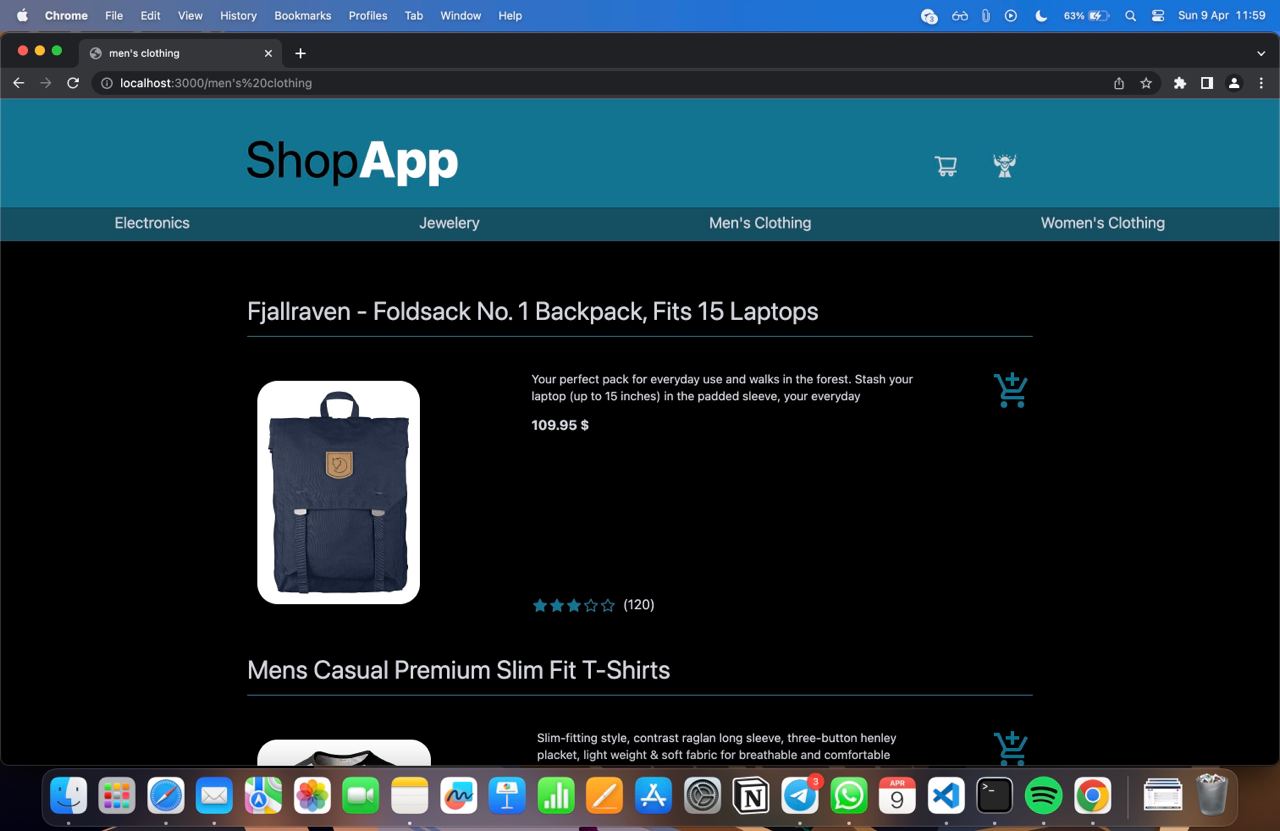 Chrome File Edit View History Bookmarks Profiles Tab Window Help 3 63% Sun 9 Apr 11:59
men's clothing
localhost:3000/men's%20clothing
ShopApp
Electronics Jewelery Men's Clothing Women's Clothing
Fjallraven - Foldsack No. 1 Backpack, Fits 15 Laptops
Your perfect pack for everyday use and walks in the forest. Stash your
laptop (up to 15 inches) in the padded sleeve, your everyday
109.95 $
(120)
Mens Casual Premium Slim Fit T-Shirts
Slim-fitting style, contrast raglan long sleeve, three-button henley
placket, light weight & soft fabric for breathable and comfortable
3
APR
9